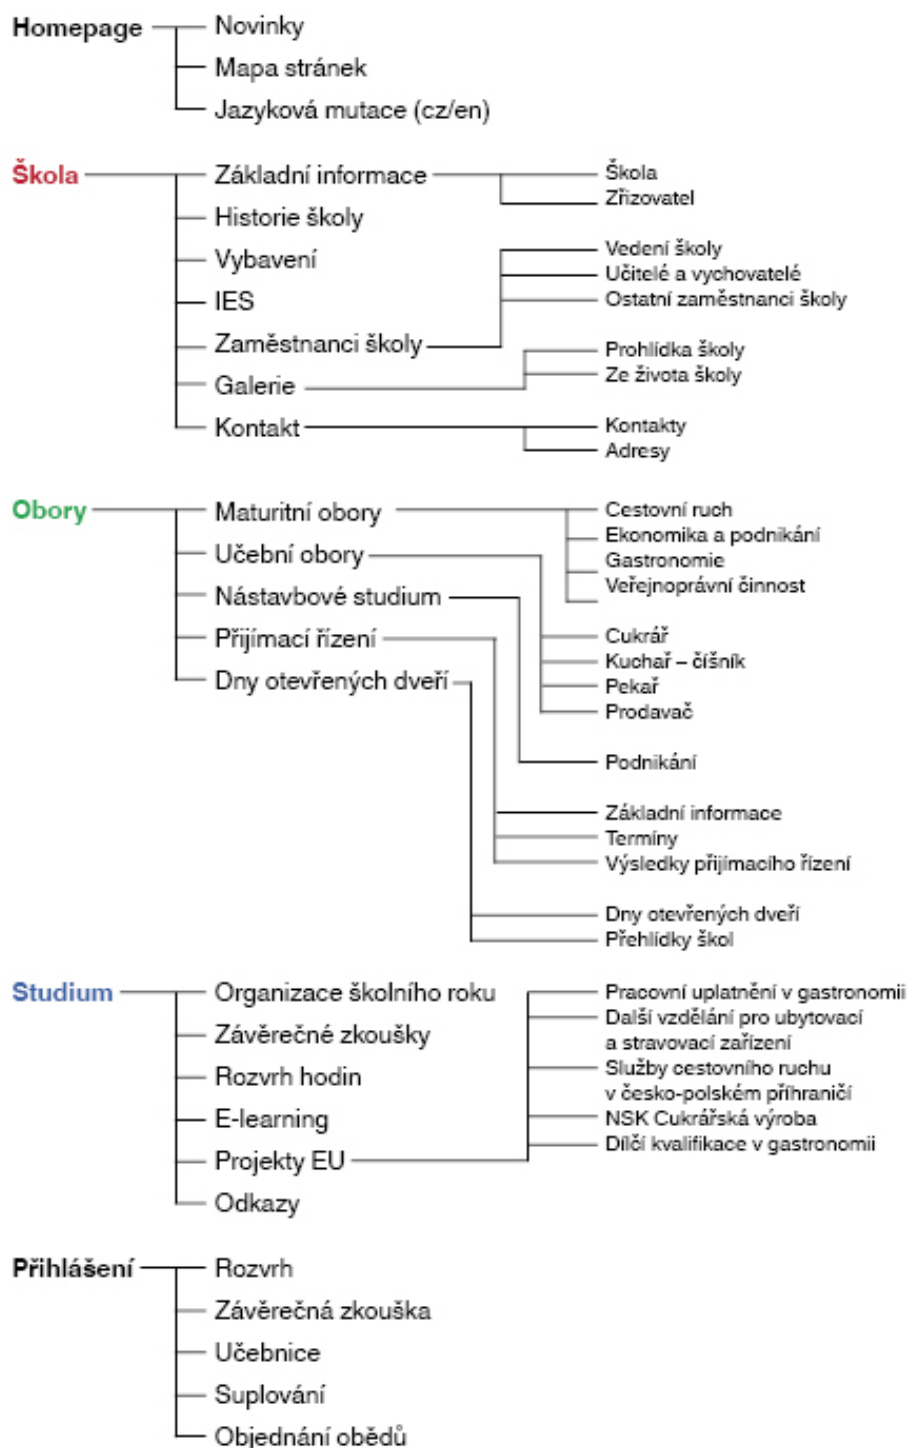 Homepage
Novinky
Mapa stránek
Jazyková mutace (cz/en)
Škola
Základní informace
Škola
Zřizovatel
Historie školy
Vybavení
IES
Zaměstnanci školy
Vedení školy
Učitelé a vychovatelé
Ostatní zaměstnanci školy
Galerie
Prohlídka školy
Ze života školy
Kontakt
Kontakty
Adresy
Obory
Maturitní obory
Cestovní ruch
Ekonomika a podnikání
Gastronomie
Veřejnoprávní činnost
Učební obory
Cukrář
Kuchař – číšník
Pekař
Prodavač
Nástavbové studium
Podnikání
Přijímací řízení
Základní informace
Termíny
Výsledky přijímacího řízení
Dny otevřených dveří
Dny otevřených dveří
Přehlídky škol
Studium
Organizace školního roku
Závěrečné zkoušky
Rozvrh hodin
E-learning
Projekty EU
Pracovní uplatnění v gastronomii
Další vzdělání pro ubytovací
a stravovací zařízení
Služby cestovního ruchu
v česko-polském příhraničí
NSK Cukrářská výroba
Dílčí kvalifikace v gastronomii
Odkazy
Přihlášení
Rozvrh
Závěrečná zkouška
Učebnice
Suplování
Objednání obědů